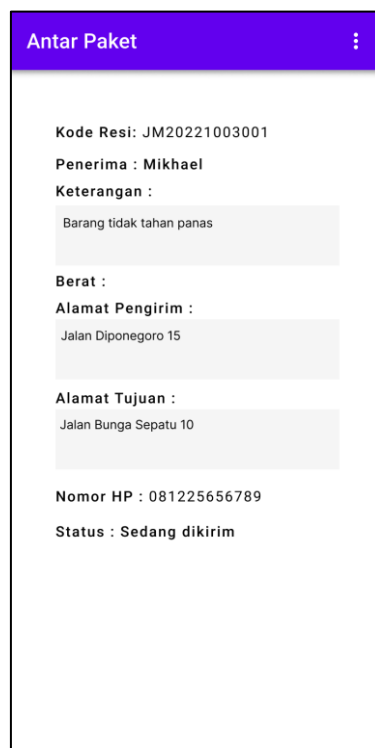 Antar Paket
Kode Resi: JM20221003001
Penerima : Mikhael
Keterangan :
Barang tidak tahan panas
Berat :
Alamat Pengirim :
Jalan Diponegoro 15
Alamat Tujuan :
Jalan Bunga Sepatu 10
Nomor HP : 081225656789
Status : Sedang dikirim